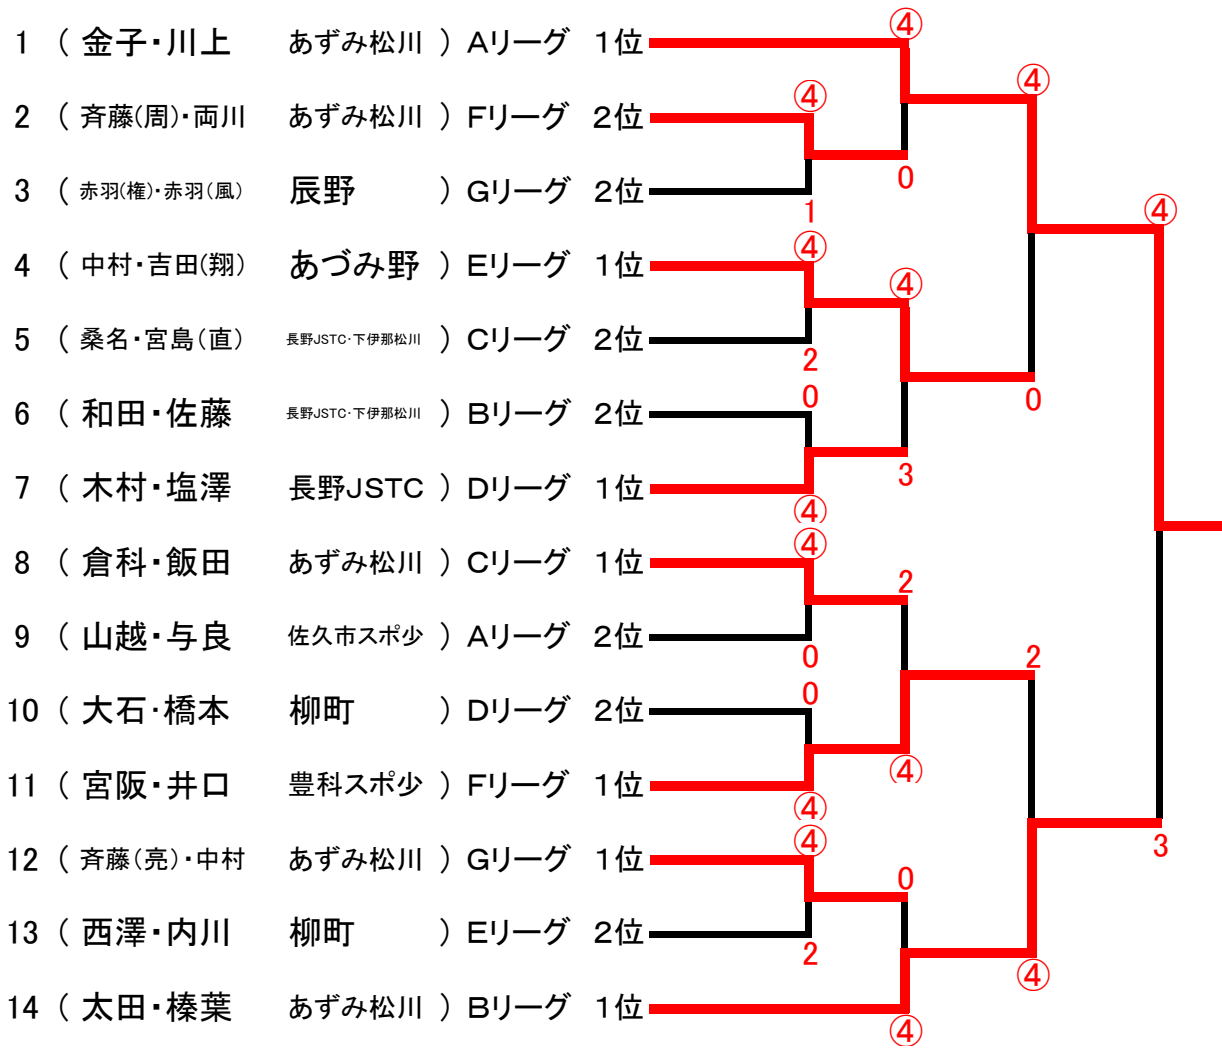 ④
1 ( 金子・川上 あずみ松川 ) Aリーグ 1位
④
④
2 ( 斉藤(周)・両川 あずみ松川 ) Fリーグ 2位
0
3 ( 赤羽(権)・赤羽(風) 辰野 ) Gリーグ 2位
1
④
④
4 ( 中村・吉田(翔) あづみ野 ) Eリーグ 1位
④
5 ( 桑名・宮島(直) 長野JSTC・下伊那松川 ) Cリーグ 2位
2
0
0
6 ( 和田・佐藤 長野JSTC・下伊那松川 ) Bリーグ 2位
3
7 ( 木村・塩澤 長野JSTC ) Dリーグ 1位
④
④
8 ( 倉科・飯田 あずみ松川 ) Cリーグ 1位
2
9 ( 山越・与良 佐久市スポ少 ) Aリーグ 2位
0
2
0
10 ( 大石・橋本 柳町 ) Dリーグ 2位
④
11 ( 宮阪・井口 豊科スポ少 ) Fリーグ 1位
④
④
3
12 ( 斉藤(亮)・中村 あずみ松川 ) Gリーグ 1位
0
13 ( 西澤・内川 柳町 ) Eリーグ 2位
2
④
14 ( 太田・榛葉 あずみ松川 ) Bリーグ 1位
④